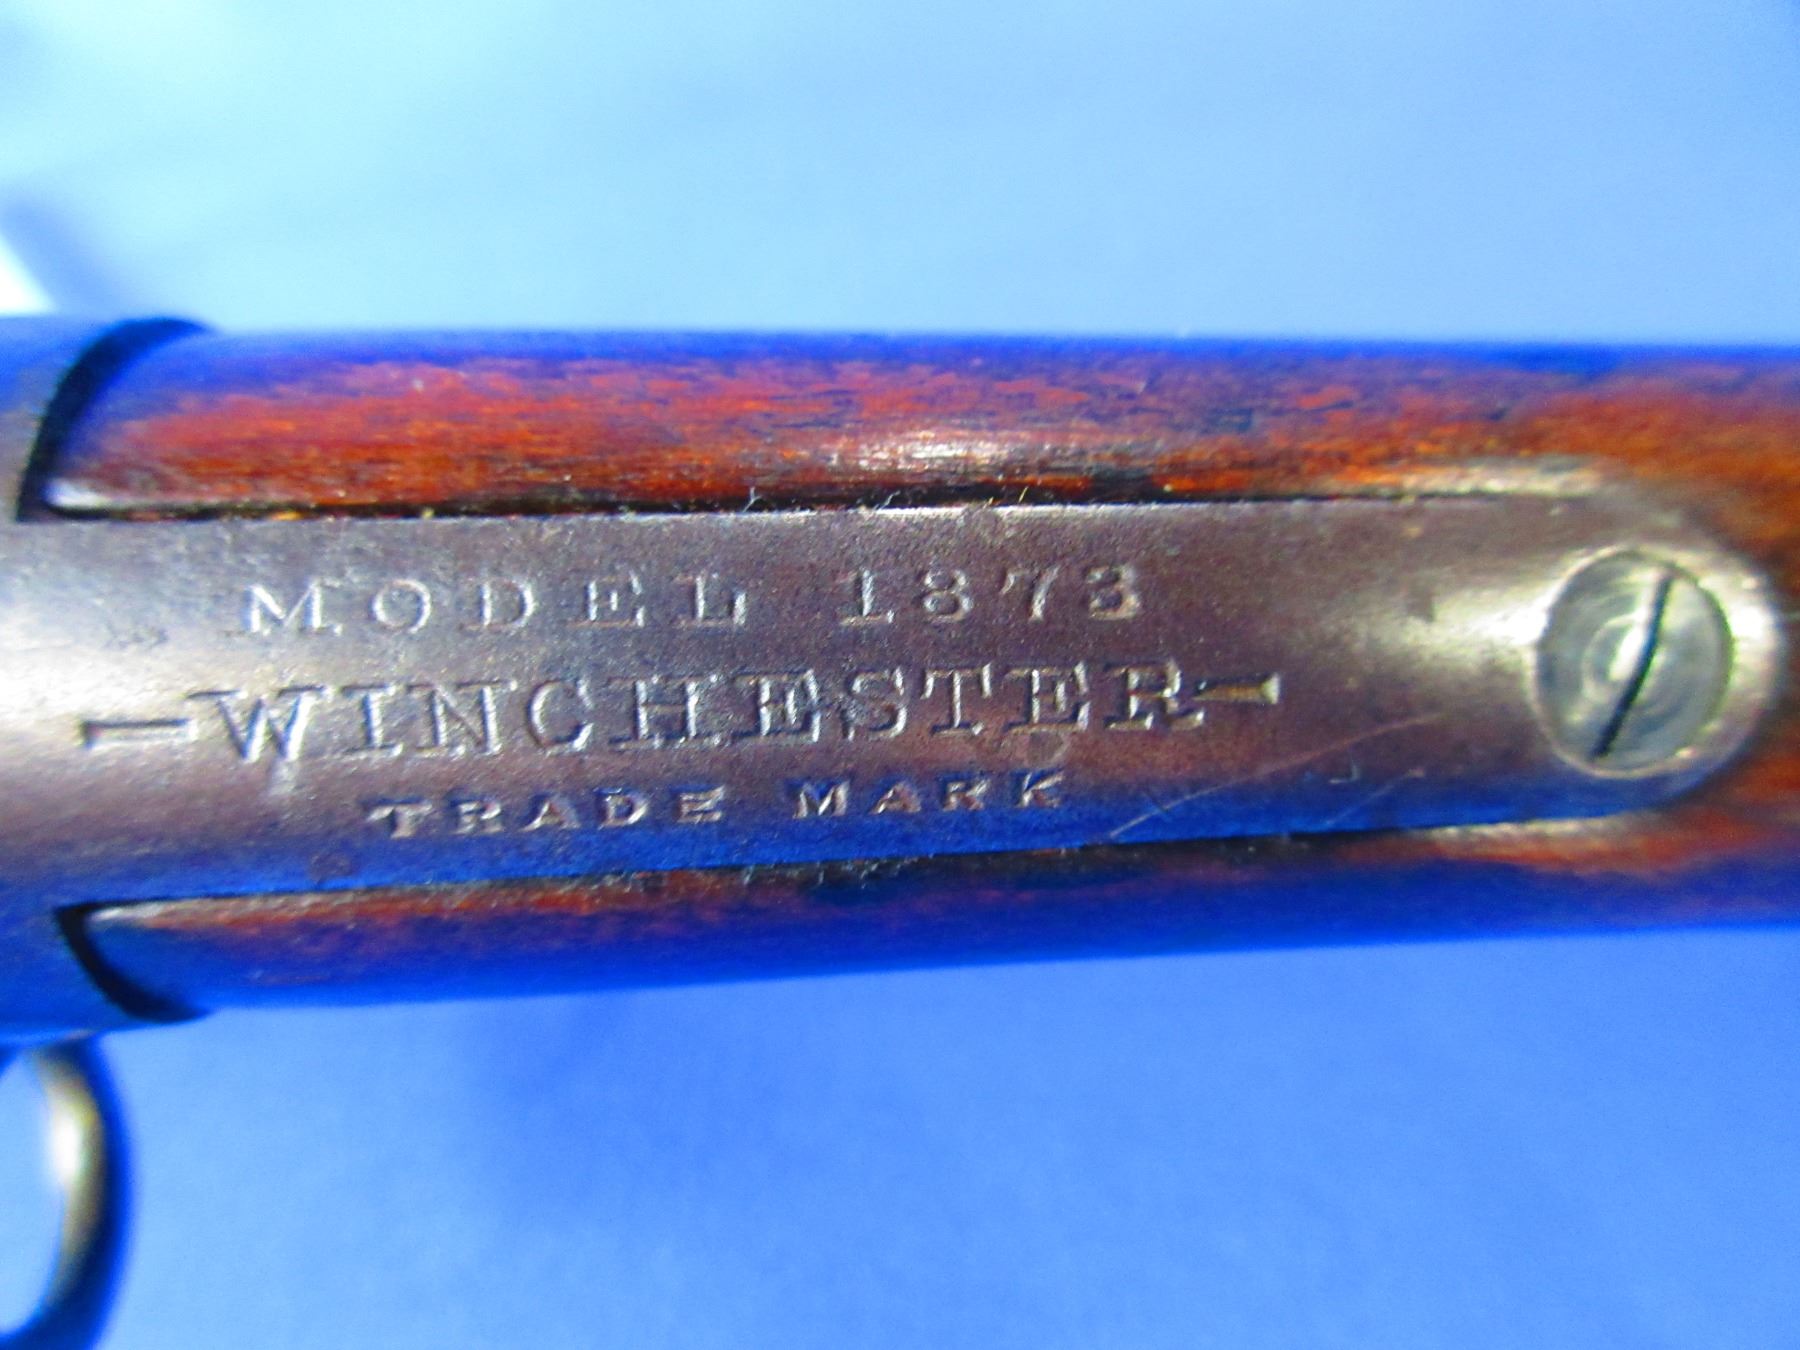 MODEL 1873
-WINCHESTER-
TRADE MARK